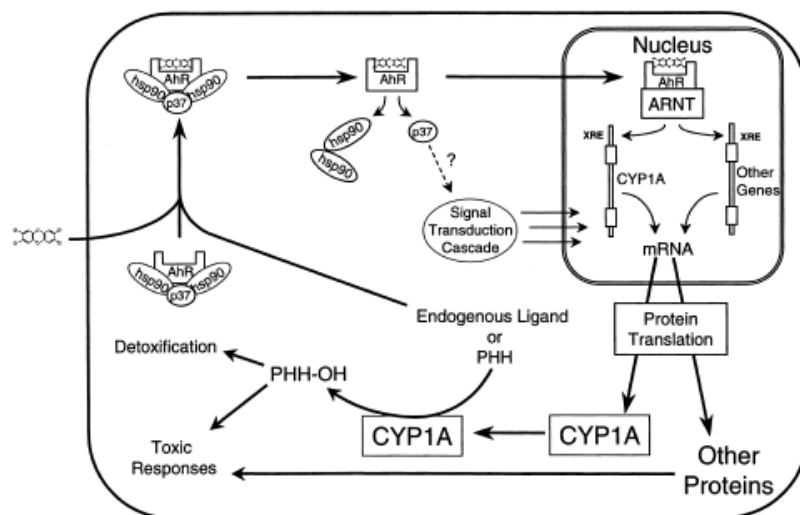 Nucleus
AhR
hsp90
p37
hsp90
AhR
AhR
ARNT
hsp90
hsp90
p37
?
XRE
XRE
CYP1A
Other
Genes
Signal
Transduction
Cascade
mRNA
AhR
hsp90
p37
hsp90
Endogenous Ligand
or
PHH
Protein
Translation
Detoxification
PHH-OH
CYP1A
CYP1A
Toxic
Responses
Other
Proteins